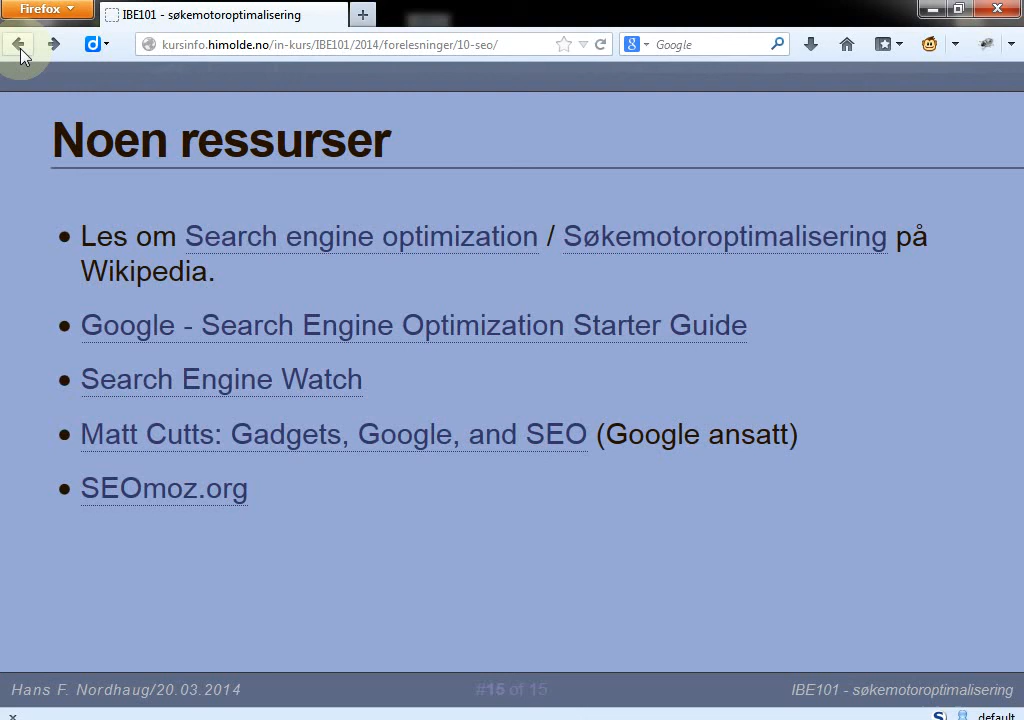 Firefox
IBE101 - søkemotoroptimalisering
kursinfo.himolde.no/in-kurs/IBE101/2014/forelesninger/10-seo/
Google
Noen ressurser
Les om Search engine optimization / Søkemotoroptimalisering på
Wikipedia.
Google - Search Engine Optimization Starter Guide
Search Engine Watch
Matt Cutts: Gadgets, Google, and SEO (Google ansatt)
SEOmoz.org
Hans F. Nordhaug/20.03.2014
#15 of 15
IBE101 - søkemotoroptimalisering
default